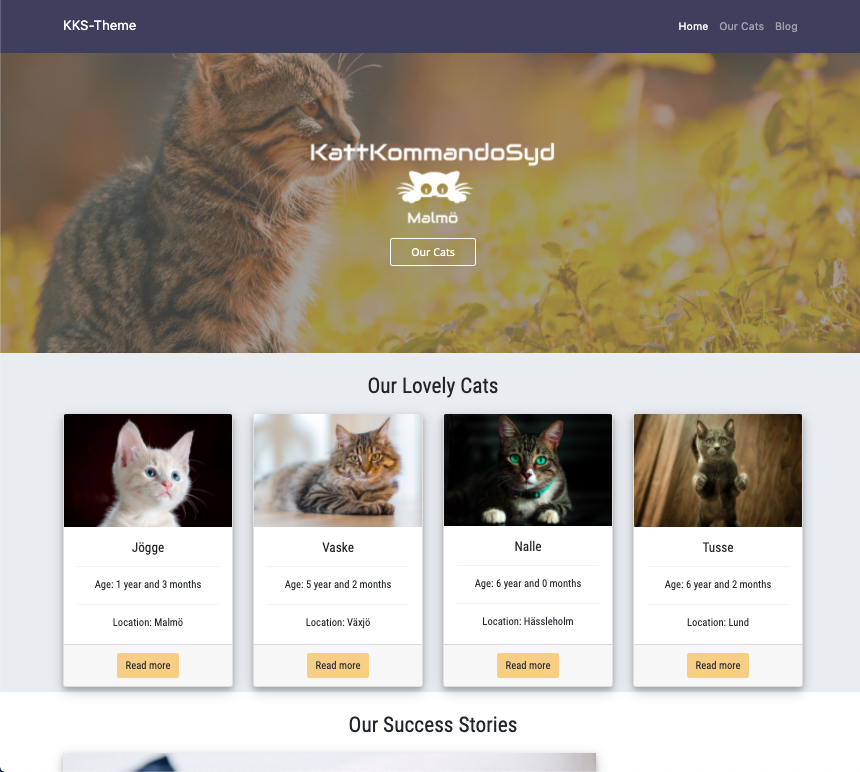 KKS-Theme
Home Our Cats Blog
KattKommandoSyd
Malmö
Our Cats
Our Lovely Cats
Jögge
Age: 1 year and 3 months
Location: Malmö
Read more
Vaske
Age: 5 year and 2 months
Location: Växjö
Read more
Nalle
Age: 6 year and 0 months
Location: Hässleholm
Read more
Tusse
Age: 6 year and 2 months
Location: Lund
Read more
Our Success Stories